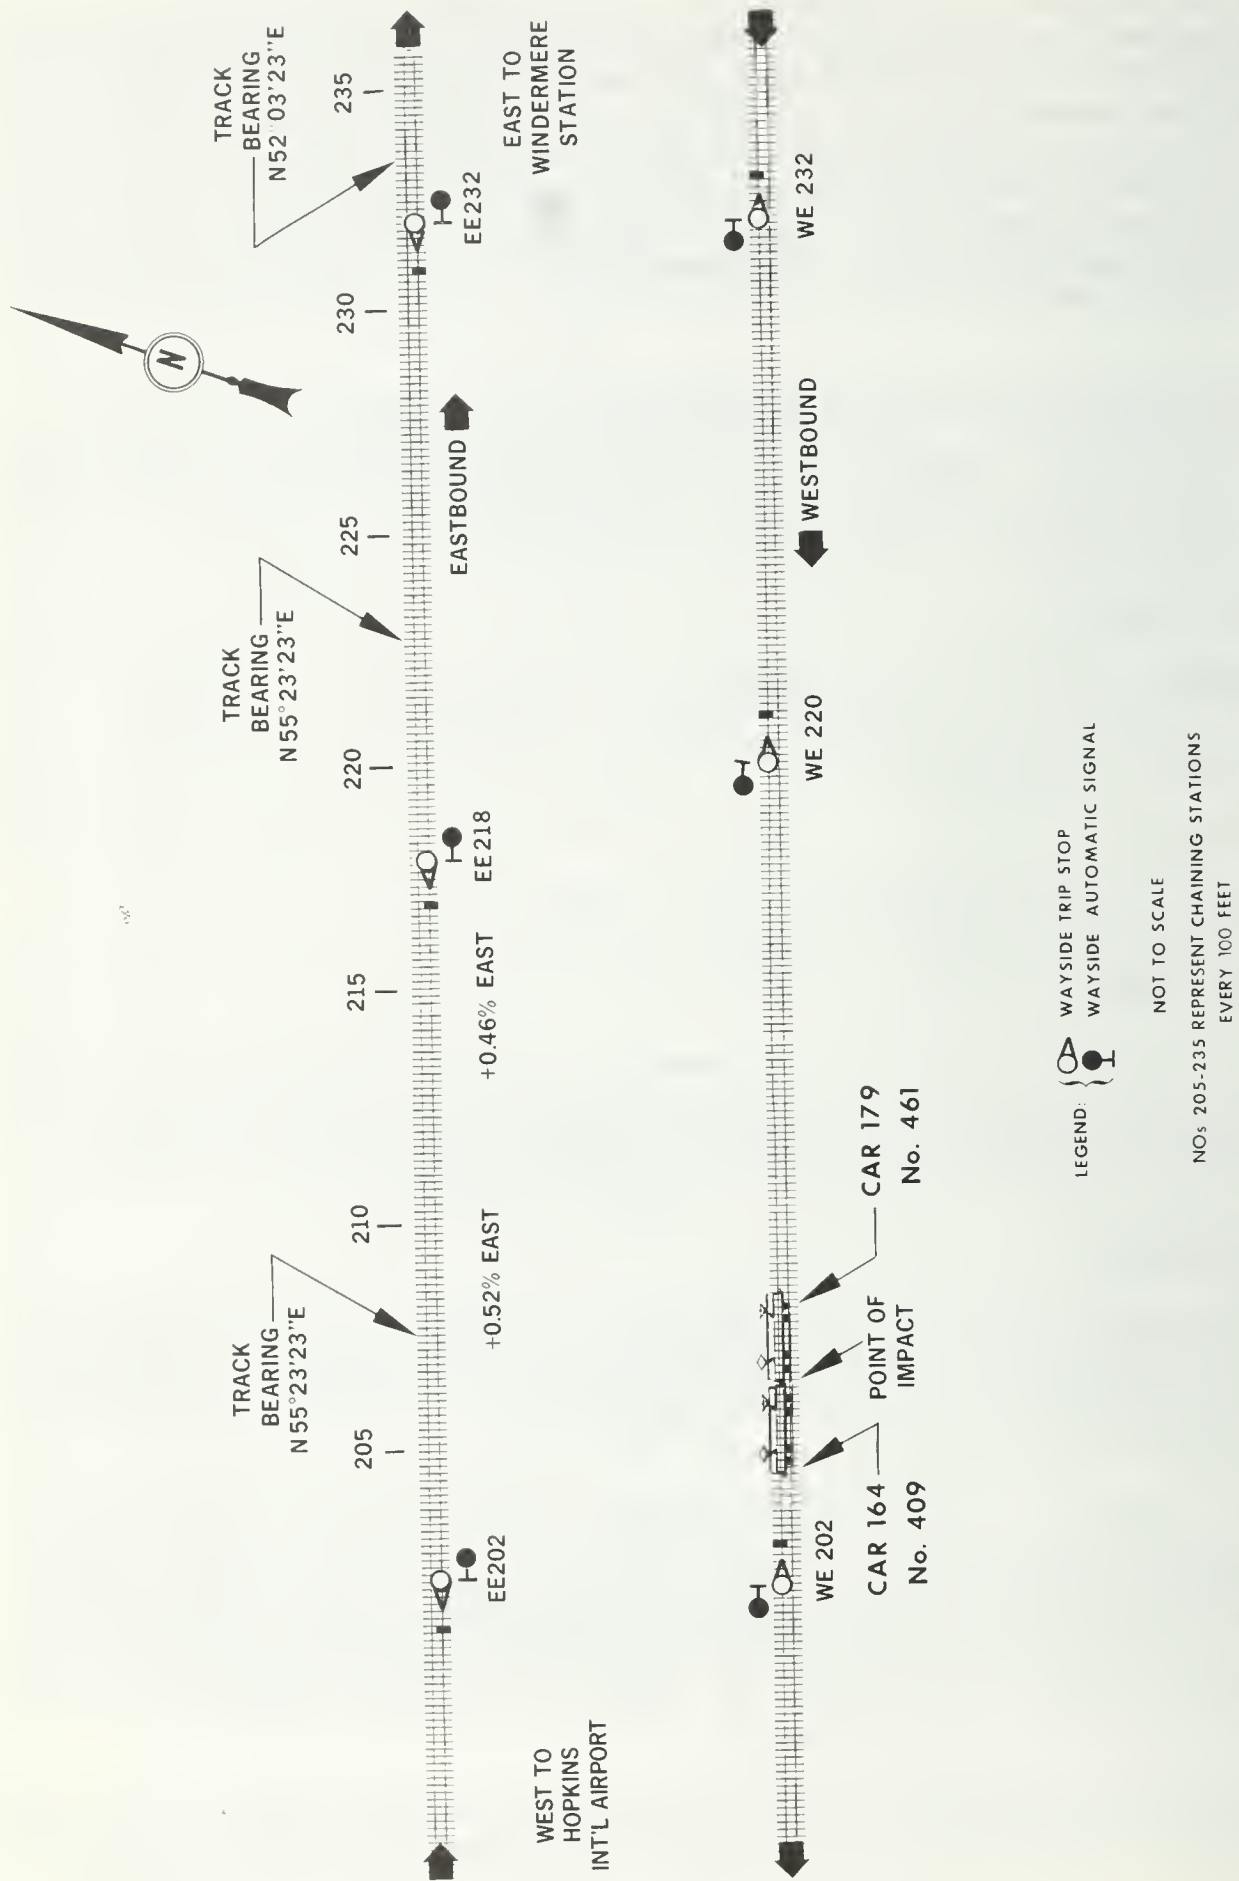 TRACK
BEARING
N55°23'23"E
TRACK
BEARING
N55°23'23"E
TRACK
BEARING
N52°03'23"E
N
205
210
215
220
225
230
235
EE202
+0.52% EAST
+0.46% EAST
EE218
EASTBOUND
EE232
EAST TO
WINDERMERE
STATION
WEST TO
HOPKINS
INT'L AIRPORT
WE 202
CAR 164
No. 409
POINT OF
IMPACT
CAR 179
No. 461
WE 220
WESTBOUND
WE 232
LEGEND:
WAYSIDE TRIP STOP
WAYSIDE AUTOMATIC SIGNAL
NOT TO SCALE
NOs 205-235 REPRESENT CHAINING STATIONS
EVERY 100 FEET